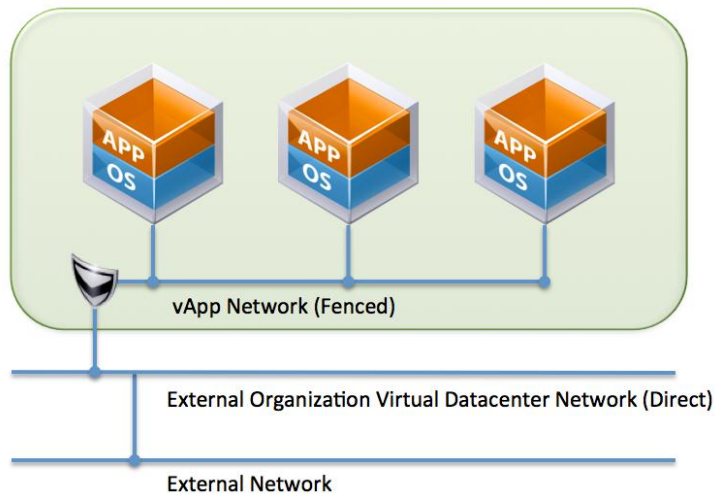 APP
OS
APP
OS
APP
OS
vApp Network (Fenced)
External Organization Virtual Datacenter Network (Direct)
External Network